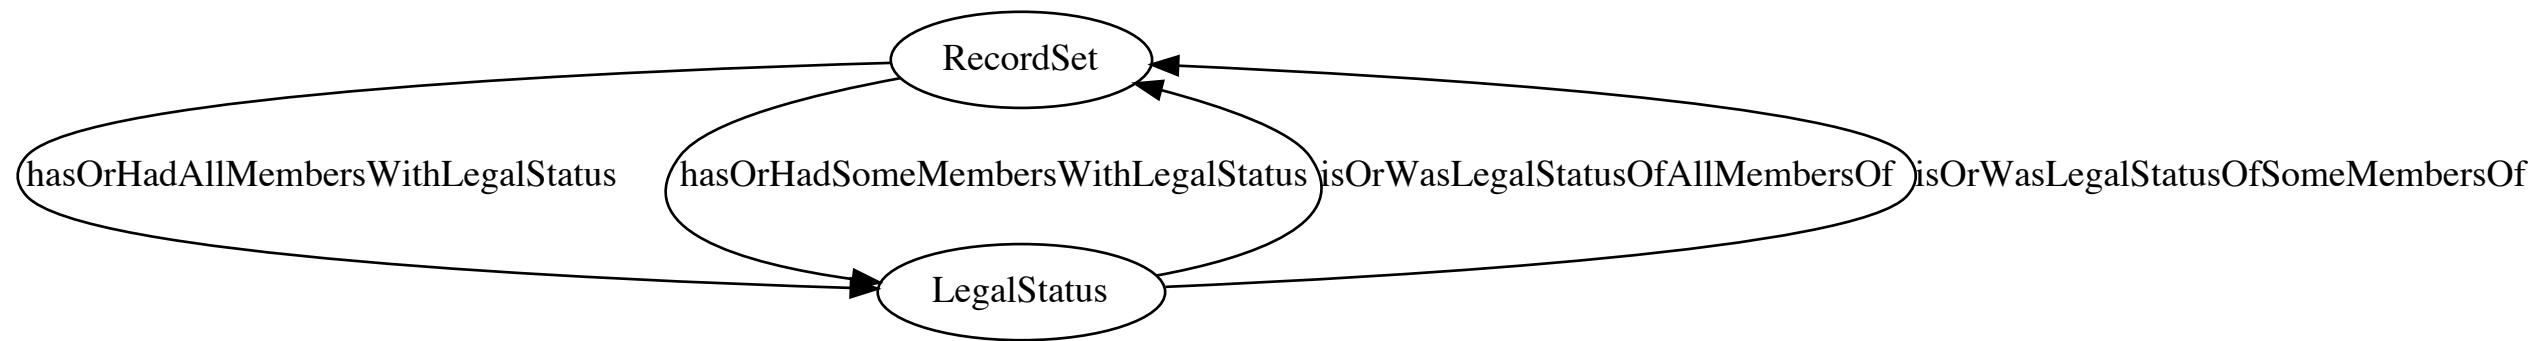 RecordSet
hasOrHadAllMembersWithLegalStatus
hasOrHadSomeMembersWithLegalStatus
isOrWasLegalStatusOfAllMembersOf
isOrWasLegalStatusOfSomeMembersOf
LegalStatus